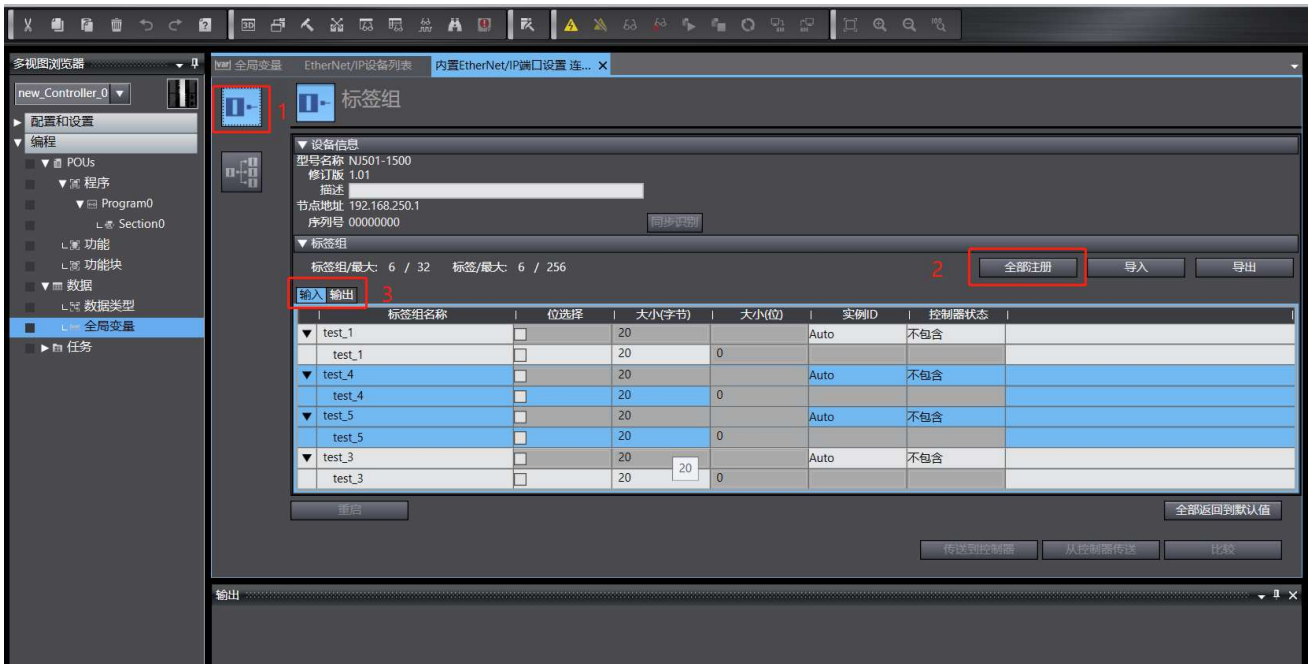 多视图浏览器
new_Controller_0
配置和设置
编程
POUs
程序
Program0
Section0
功能
功能块
数据
数据类型
全局变量
任务
var 全局变量 EtherNet/IP设备列表 内置EtherNet/IP端口设置 连...
1
标签组
设备信息
型号名称 NJ501-1500
修订版 1.01
描述
节点地址 192.168.250.1
序列号 00000000 同步识别
标签组
标签组/最大: 6 / 32 标签/最大: 6 / 256 2 全部注册 导入 导出
输入 输出 3
标签组名称 位选择 大小(字节) 大小(位) 实例ID 控制器状态
test_1 20 Auto 不包含
test_1 20 0
test_4 20 Auto 不包含
test_4 20 0
test_5 20 Auto 不包含
test_5 20 0
test_3 20 Auto 不包含
20
test_3 20 0
重启 全部返回到默认值
传送到控制器 从控制器传送 比较
输出